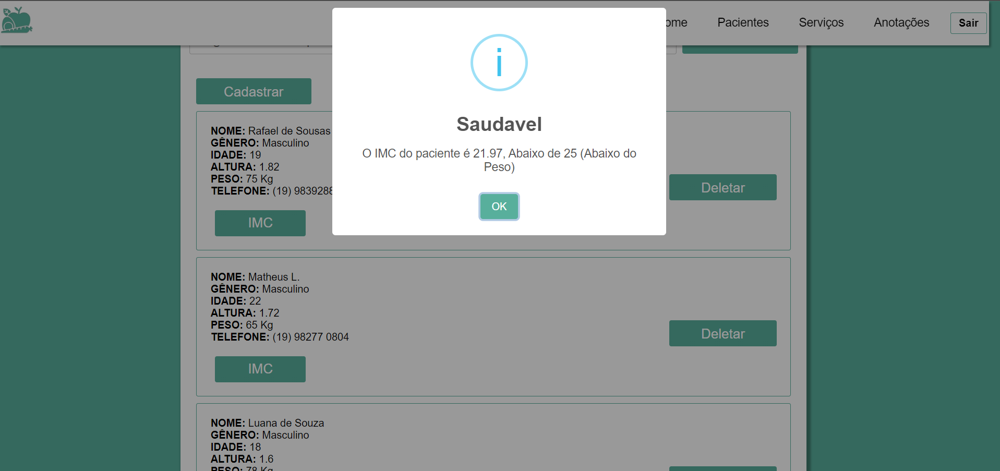 ome Pacientes Serviços Anotações Sair
Cadastrar
i
Saudavel
O IMC do paciente é 21.97, Abaixo de 25 (Abaixo do
Peso)
OK
NOME: Rafael de Sousas
GÊNERO: Masculino
IDADE: 19
ALTURA: 1.82
PESO: 75 Kg
TELEFONE: (19) 9839288
Deletar
IMC
NOME: Matheus L.
GÊNERO: Masculino
IDADE: 22
ALTURA: 1.72
PESO: 65 Kg
TELEFONE: (19) 98277 0804
Deletar
IMC
NOME: Luana de Souza
GÊNERO: Masculino
IDADE: 18
ALTURA: 1.6
PESO: 78 Kg